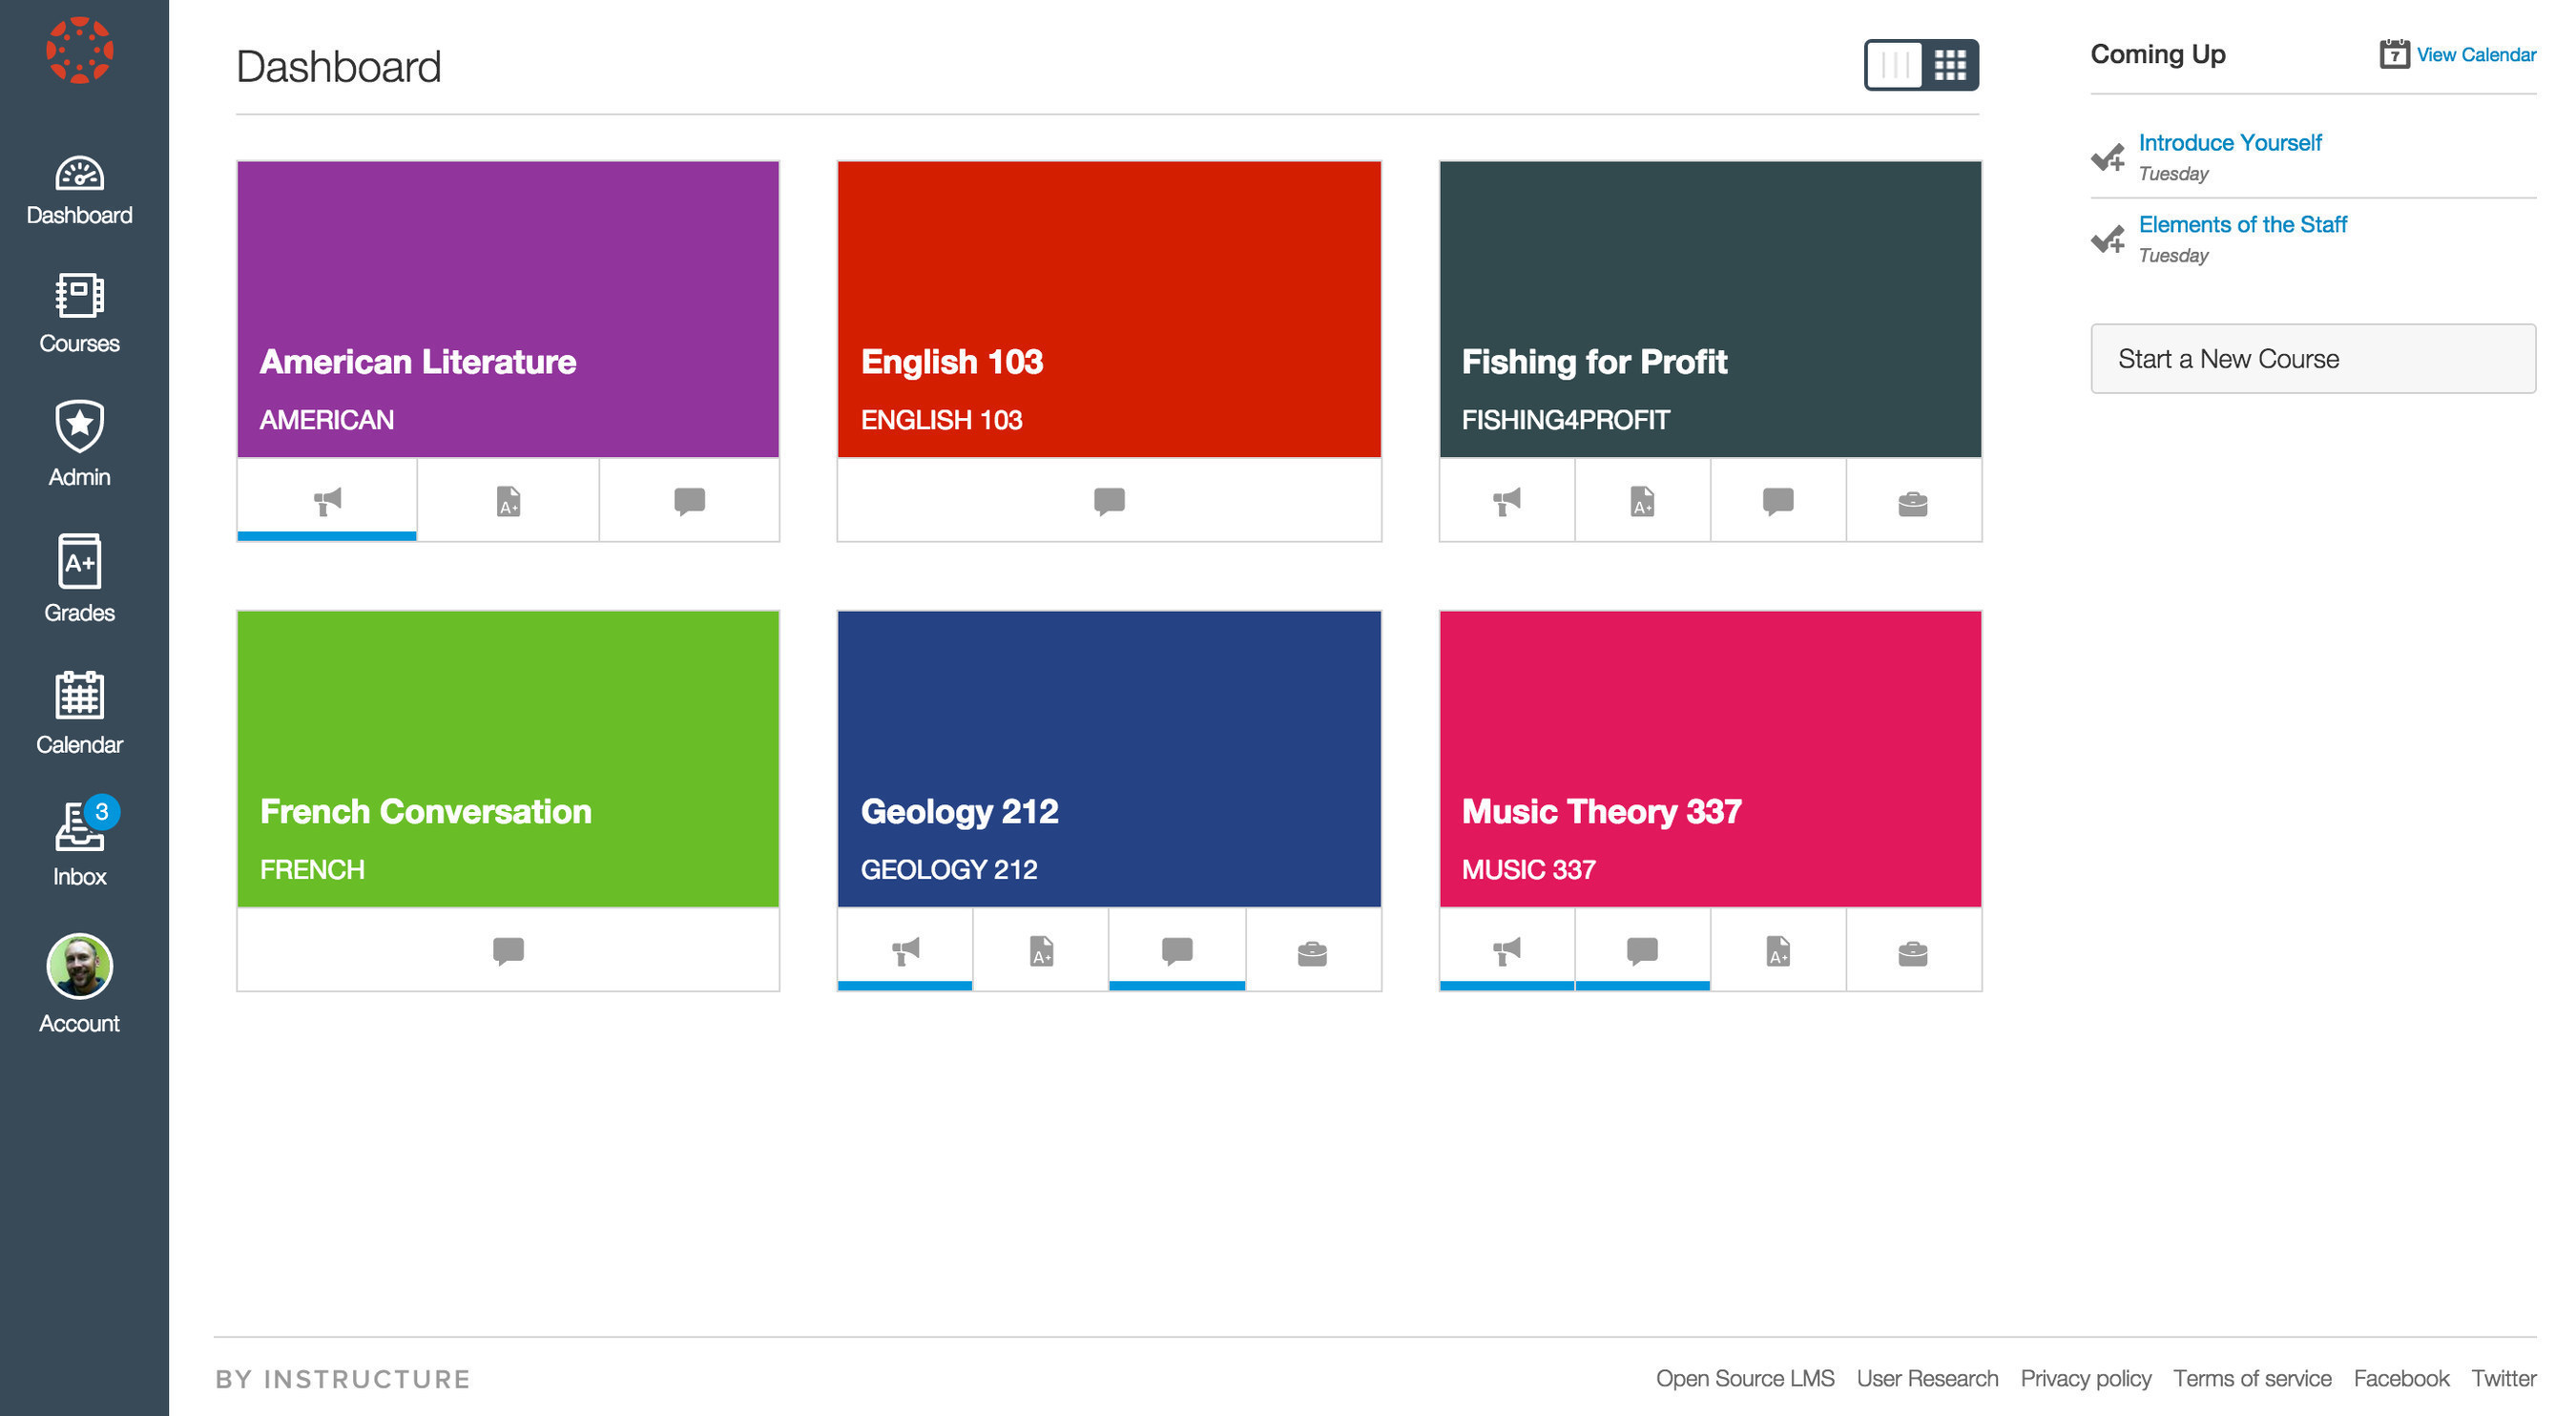 Dashboard
Courses
Admin
A+
Grades
Calendar
3
Inbox
Account
Dashboard
American Literature
AMERICAN
A+
English 103
ENGLISH 103
Fishing for Profit
FISHING4PROFIT
A+
French Conversation
FRENCH
Geology 212
GEOLOGY 212
A+
Music Theory 337
MUSIC 337
A+
Coming Up
7 View Calendar
Introduce Yourself
Tuesday
Elements of the Staff
Tuesday
Start a New Course
BY INSTRUCTURE
Open Source LMS User Research Privacy policy Terms of service Facebook Twitter